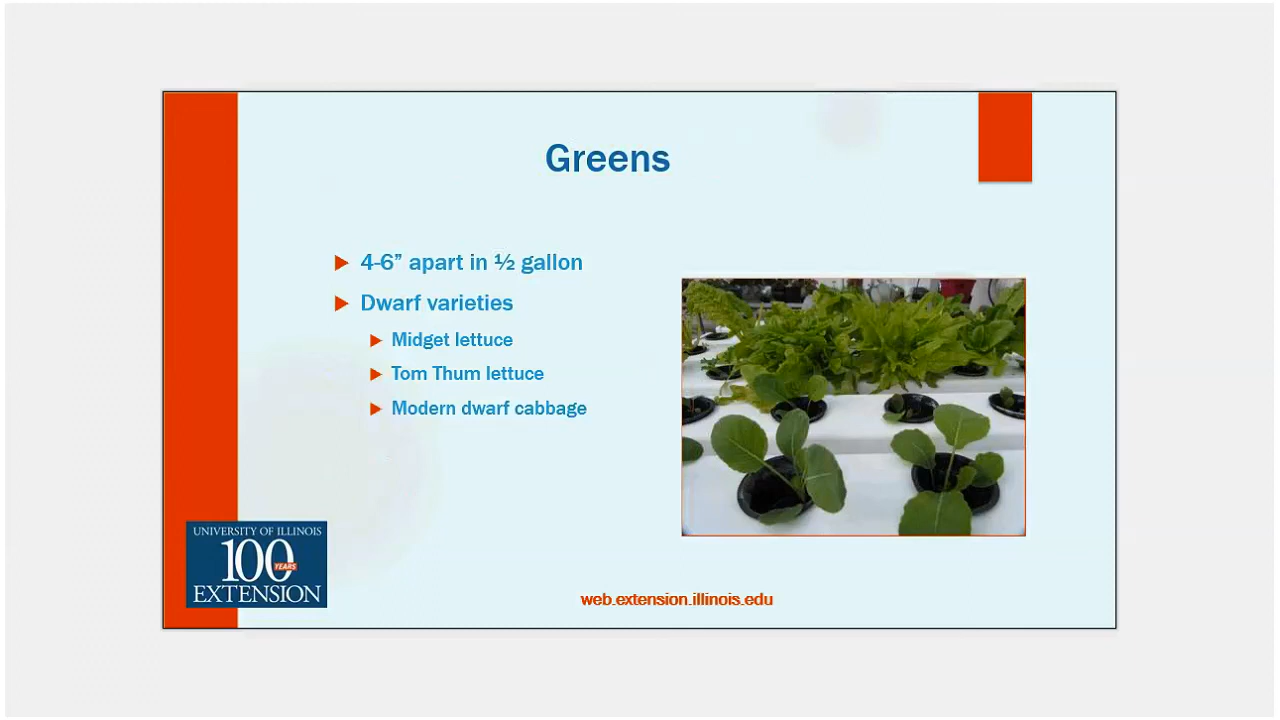 Greens
4-6” apart in ½ gallon
Dwarf varieties
Midget lettuce
Tom Thum lettuce
Modern dwarf cabbage
UNIVERSITY OF ILLINOIS
100
YEARS
EXTENSION
web.extension.illinois.edu